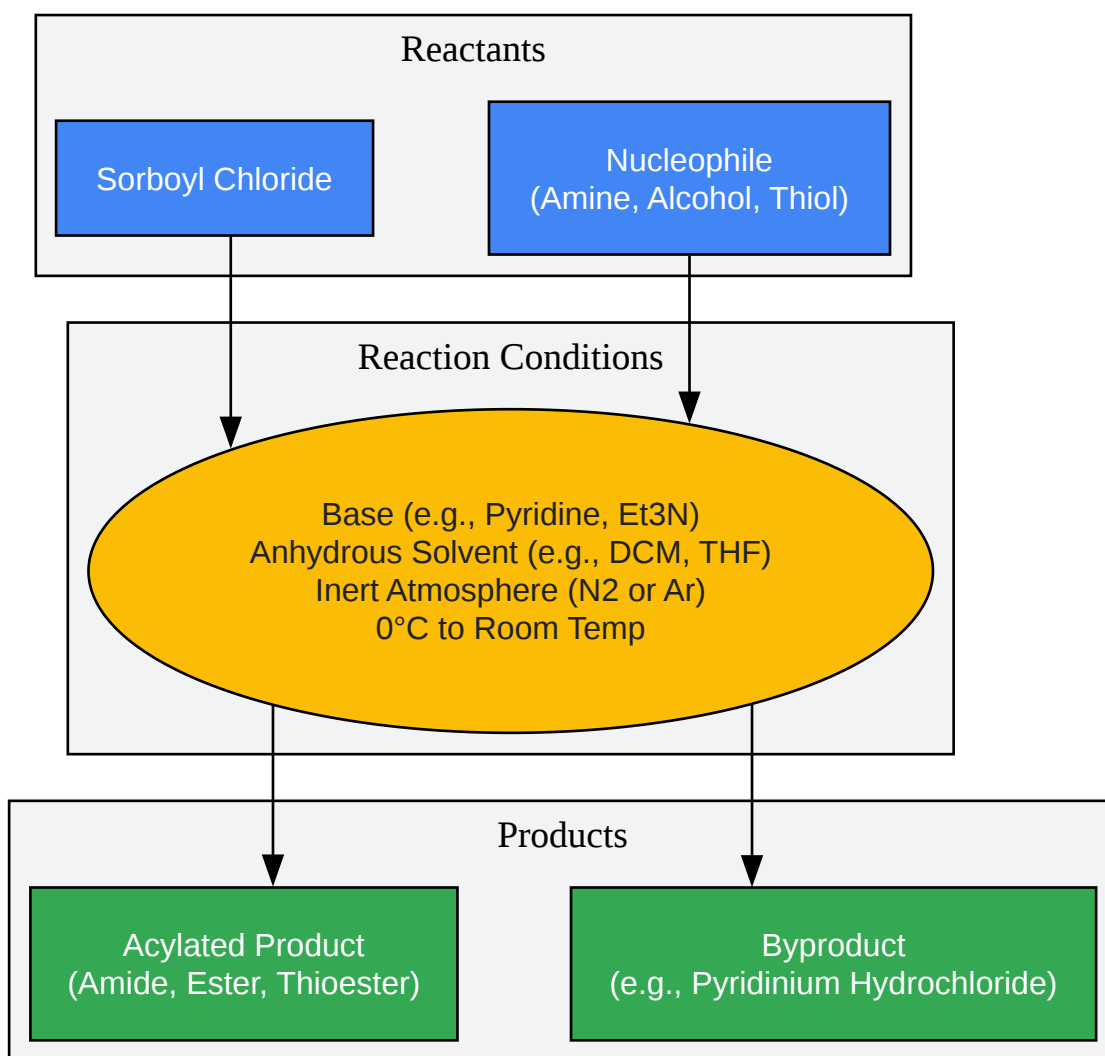 Reactants
Sorboyl Chloride
Nucleophile
(Amine, Alcohol, Thiol)
Reaction Conditions
Base (e.g., Pyridine, Et3N)
Anhydrous Solvent (e.g., DCM, THF)
Inert Atmosphere (N2 or Ar)
0°C to Room Temp
Products
Acylated Product
(Amide, Ester, Thioester)
Byproduct
(e.g., Pyridinium Hydrochloride)